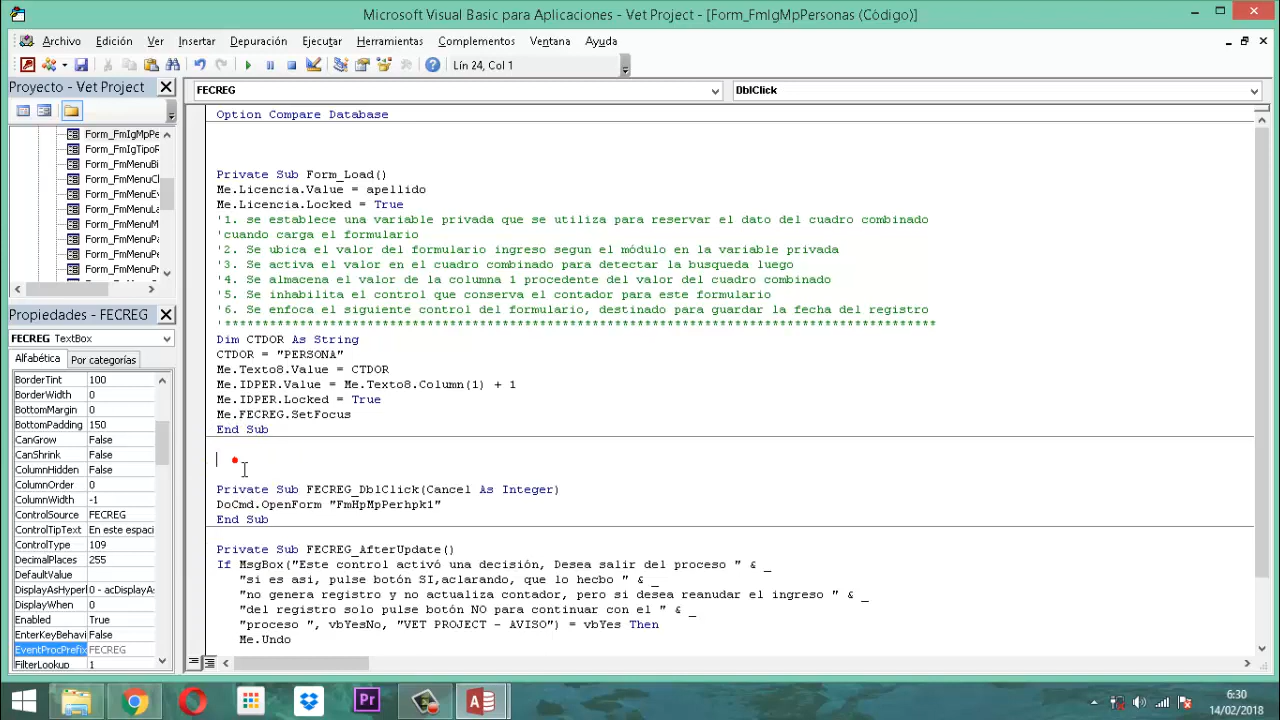 Microsoft Visual Basic para Aplicaciones - Vet Project - [Form_FmIgMpPersonas (Código)]
Archivo Edición Ver Insertar Formato Depuración Ejecutar Herramientas Complementos Ventana Ayuda
Lín 24, Col 1
Proyecto - Vet Project
Form_FmIgMpPe
Form_FmIgTipoR
Form_FmMenuBi
Form_FmMenuCl
Form_FmMenuEv
Form_FmMenuLa
Form_FmMenuM
Form_FmMenuPa
Form_FmMenuPe
Form_FmMenuPr
Propiedades - FECREG
FECREG TextBox
Alfabética Por categorías
BorderTint 100
BorderWidth 0
BottomMargin 0
BottomPadding 150
CanGrow False
CanShrink False
ColumnHidden False
ColumnOrder 0
ColumnWidth -1
ControlSource FECREG
ControlTipText En este espaci
ControlType 109
DecimalPlaces 255
DefaultValue
DisplayAsHyperl 0 - acDisplayAs
DisplayWhen 0
Enabled True
EnterKeyBehavi False
EventProcPrefix FECREG
FilterLookup 1
FECREG DblClick
Option Compare Database
Private Sub Form_Load()
Me.Licencia.Value = apellido
Me.Licencia.Locked = True
'1. se establece una variable privada que se utiliza para reservar el dato del cuadro combinado
'cuando carga el formulario
'2. Se ubica el valor del formulario ingreso segun el módulo en la variable privada
'3. Se activa el valor en el cuadro combinado para detectar la busqueda luego
'4. Se almacena el valor de la columna 1 procedente del valor del cuadro combinado
'5. Se inhabilita el control que conserva el contador para este formulario
'6. Se enfoca el siguiente control del formulario, destinado para guardar la fecha del registro
'***********************************************************************************************
Dim CTDOR As String
CTDOR = "PERSONA"
Me.Texto8.Value = CTDOR
Me.IDPER.Value = Me.Texto8.Column(1) + 1
Me.IDPER.Locked = True
Me.FECREG.SetFocus
End Sub
Private Sub FECREG_DblClick(Cancel As Integer)
DoCmd.OpenForm "FmHpMpPerhpk1"
End Sub
Private Sub FECREG_AfterUpdate()
If MsgBox("Este control activó una decisión, Desea salir del proceso " & _
"si es asi, pulse botón SI,aclarando, que lo hecbo " & _
"no genera registro y no actualiza contador, pero si desea reanudar el ingreso " & _
"del registro solo pulse botón NO para continuar con el " & _
"proceso ", vbYesNo, "VET PROJECT - AVISO") = vbYes Then
Me.Undo
Pr
6:30
14/02/2018